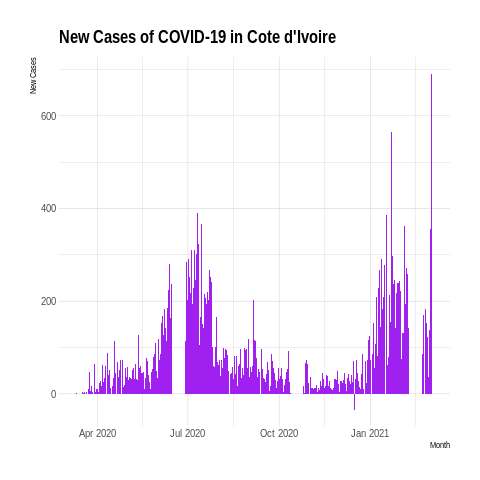 New Cases of COVID-19 in Cote d'Ivoire
New Cases
600
400
200
0
Apr 2020 Jul 2020 Oct 2020 Jan 2021
Month